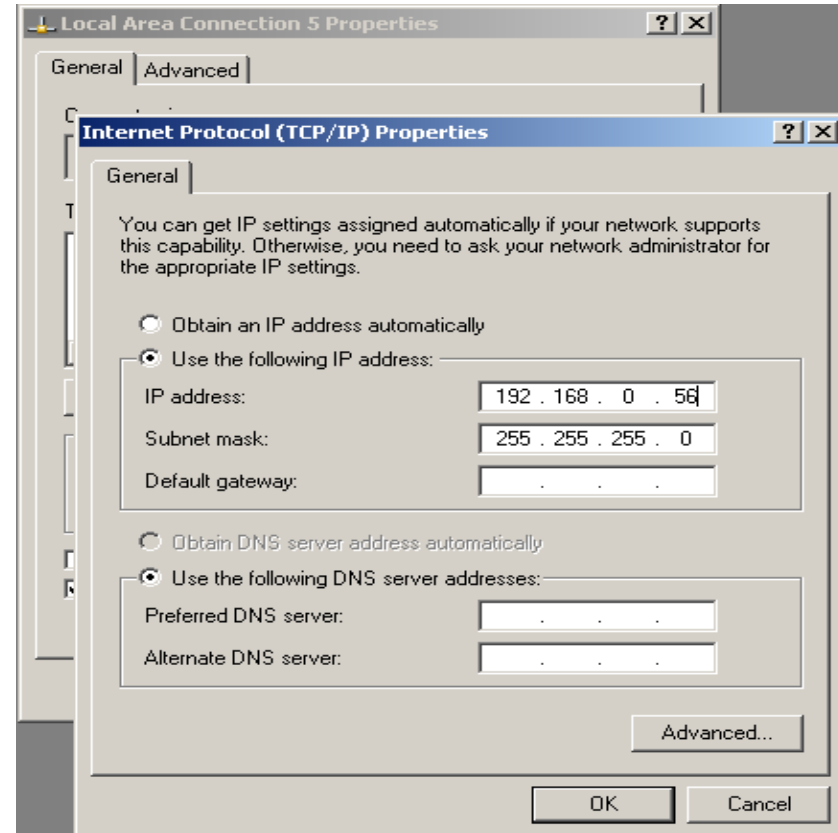 Local Area Connection 5 Properties
General Advanced
Internet Protocol (TCP/IP) Properties
General
You can get IP settings assigned automatically if your network supports
this capability. Otherwise, you need to ask your network administrator for
the appropriate IP settings.
Obtain an IP address automatically
Use the following IP address:
IP address: 192 . 168 . 0 . 56
Subnet mask: 255 . 255 . 255 . 0
Default gateway: . . .
Obtain DNS server address automatically
Use the following DNS server addresses:
Preferred DNS server: . . .
Alternate DNS server: . . .
Advanced...
OK Cancel